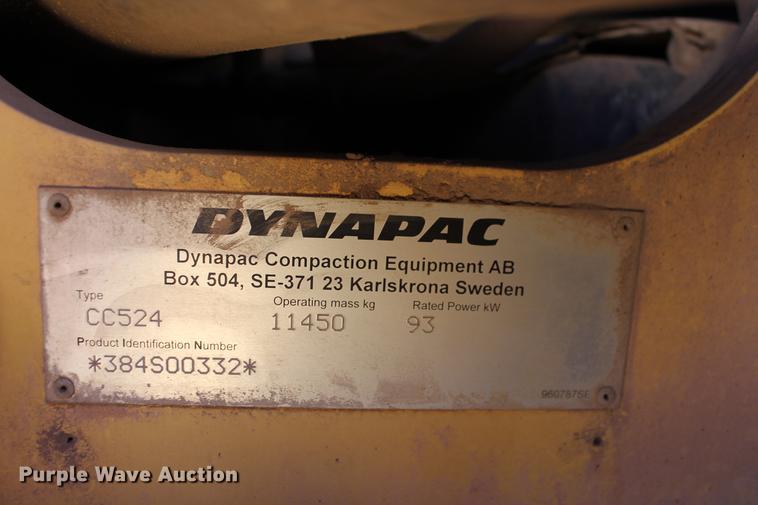 DYNAPAC
Dynapac Compaction Equipment AB
Box 504, SE-371 23 Karlskrona Sweden
Type Operating mass kg Rated Power kW
CC524 11450 93
Product Identification Number
*384S00332*
960787SE
Purple Wave Auction